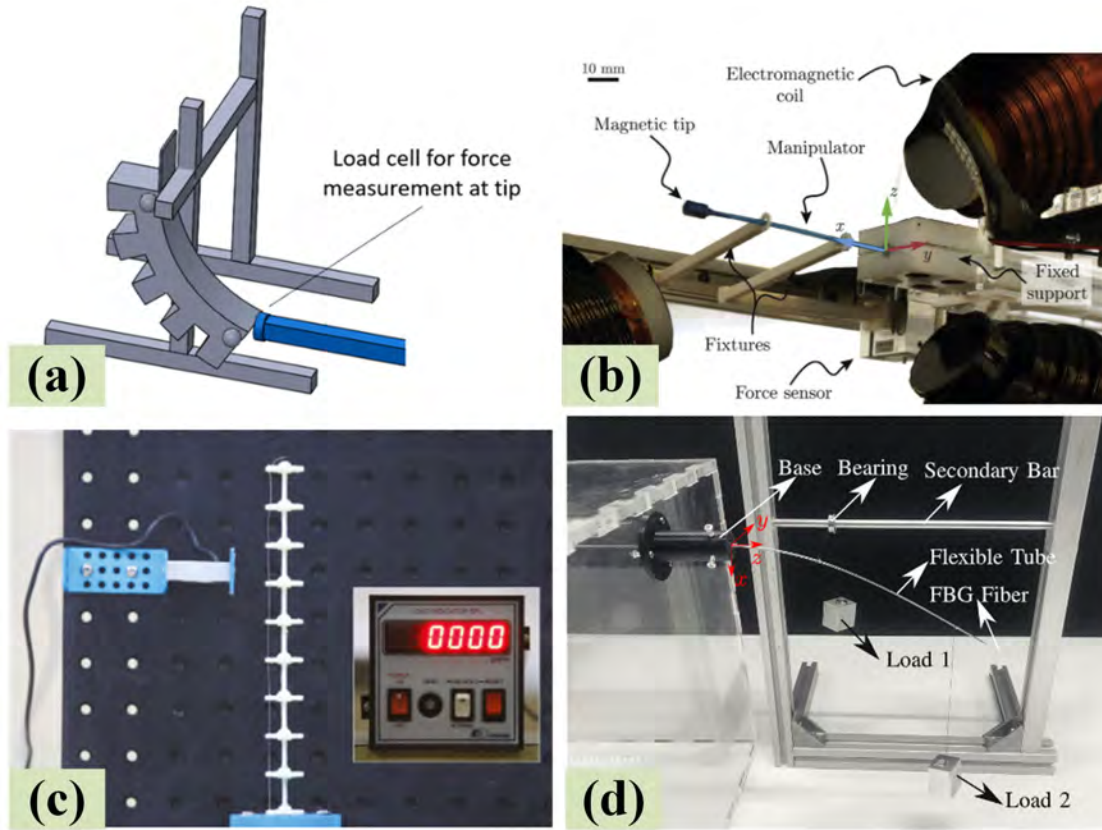 Load cell for force
measurement at tip
(a)
10 mm
Electromagnetic
coil
Magnetic tip
Manipulator
z
x
y
Fixed
support
Fixtures
Force sensor
(b)
0000
(c)
Base
Bearing
Secondary Bar
y
z
x
Flexible Tube
FBG Fiber
Load 1
Load 2
(d)